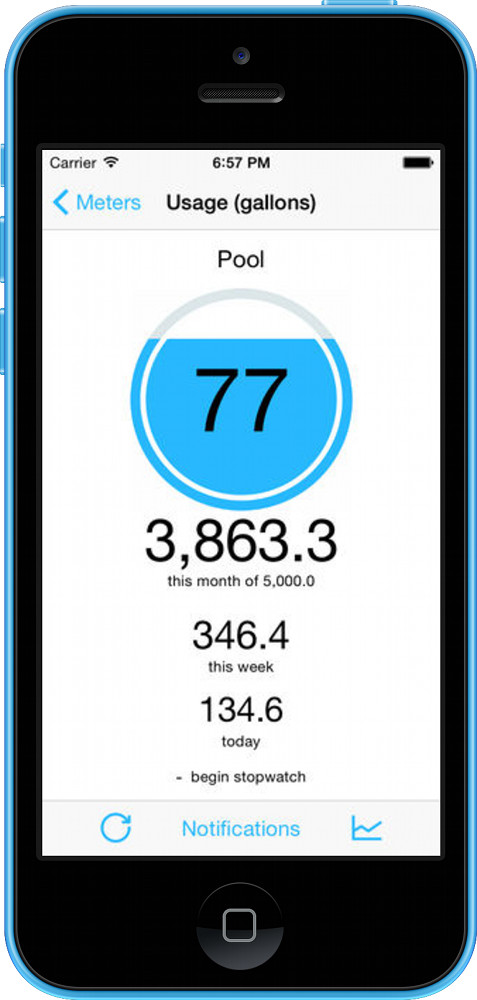 Carrier 6:57 PM
Meters Usage (gallons)
Pool
77
3,863.3
this month of 5,000.0
346.4
this week
134.6
today
- begin stopwatch
Notifications